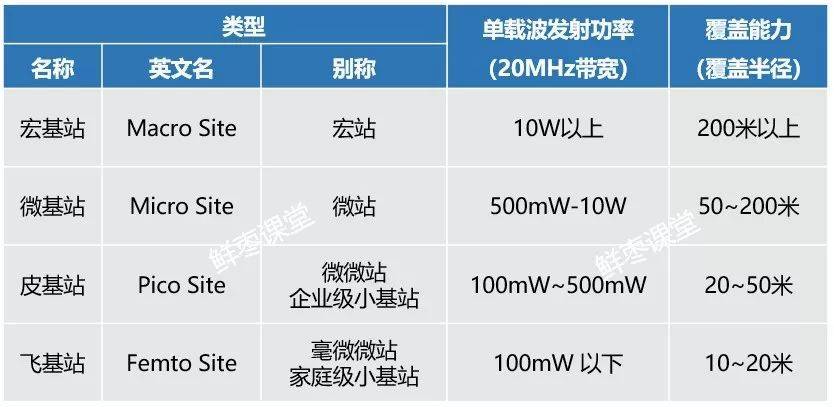 类型
单载波发射功率
（20MHz带宽）
覆盖能力
（覆盖半径）
名称
英文名
别称
宏基站
Macro Site
宏站
10W以上
200米以上
微基站
Micro Site
微站
500mW-10W
50~200米
皮基站
Pico Site
微微站
企业级小基站
100mW~500mW
20~50米
飞基站
Femto Site
毫微微站
家庭级小基站
100mW 以下
10~20米
鲜枣课堂
鲜枣课堂